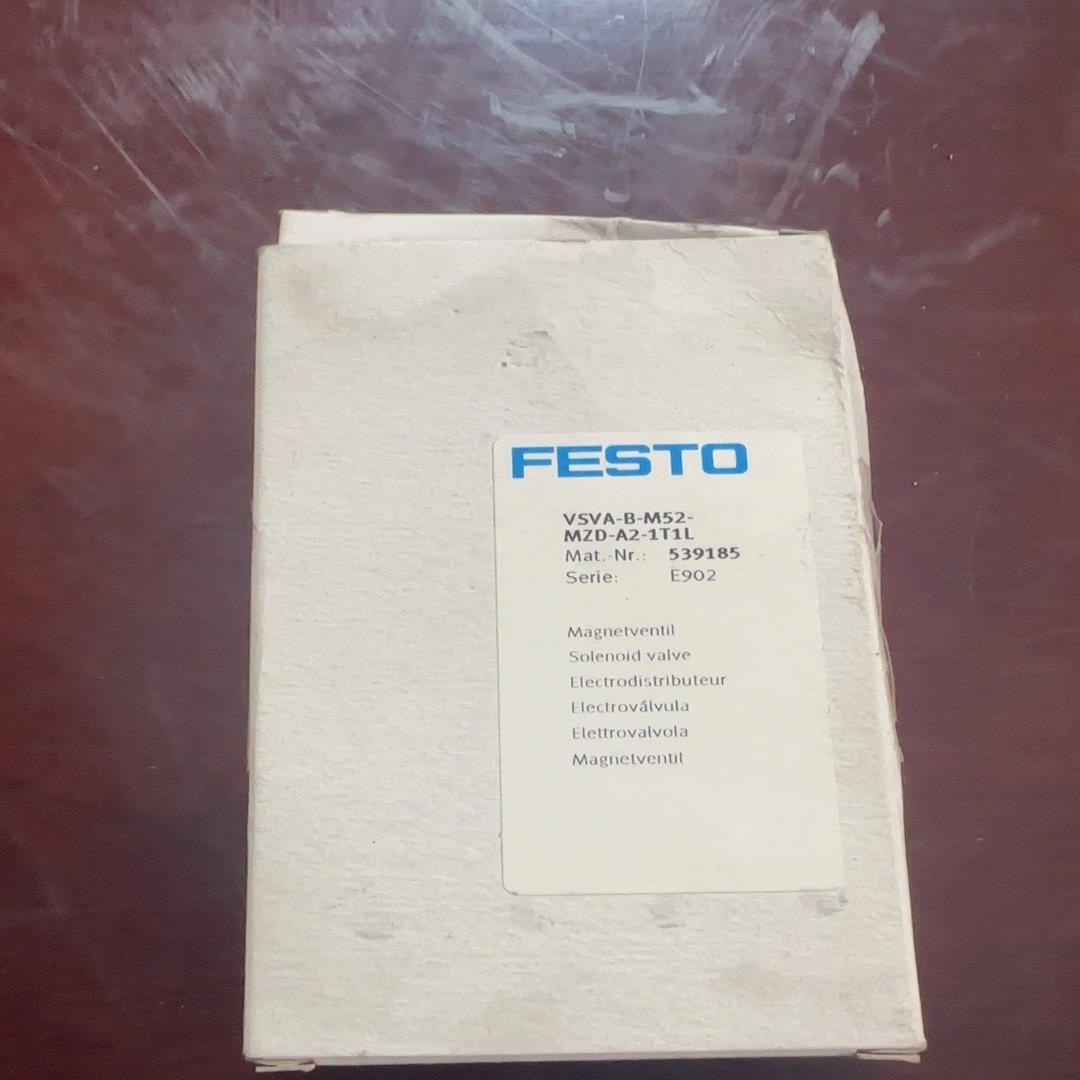 FESTO
VSVA-B-M52-
MZD-A2-1T1L
Mat.-Nr.: 539185
Serie: E902
Magnetventil
Solenoid valve
Electrodistributeur
Electroválvula
Elettrovalvola
Magnetventil